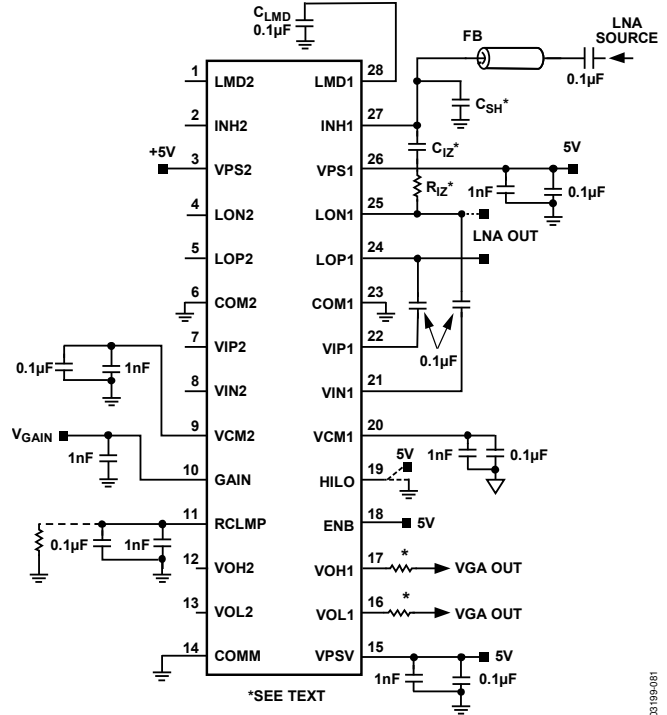 C_LMD
0.1µF
LNA
SOURCE
FB
0.1µF
C_SH*
C_IZ*
R_IZ*
1 LMD2
2 INH2
+5V
3 VPS2
4 LON2
5 LOP2
6 COM2
7 VIP2
8 VIN2
0.1µF 1nF
9 VCM2
V_GAIN
1nF
10 GAIN
11 RCLMP
0.1µF 1nF
12 VOH2
13 VOL2
14 COMM
LMD1 28
INH1 27
VPS1 26
5V
1nF 0.1µF
LON1 25
LNA OUT
LOP1 24
COM1 23
VIP1 22
0.1µF
VIN1 21
VCM1 20
1nF 0.1µF
5V
HILO 19
ENB 18
5V
VOH1 17
* VGA OUT
VOL1 16
* VGA OUT
VPSV 15
5V
1nF 0.1µF
*SEE TEXT
03199-081